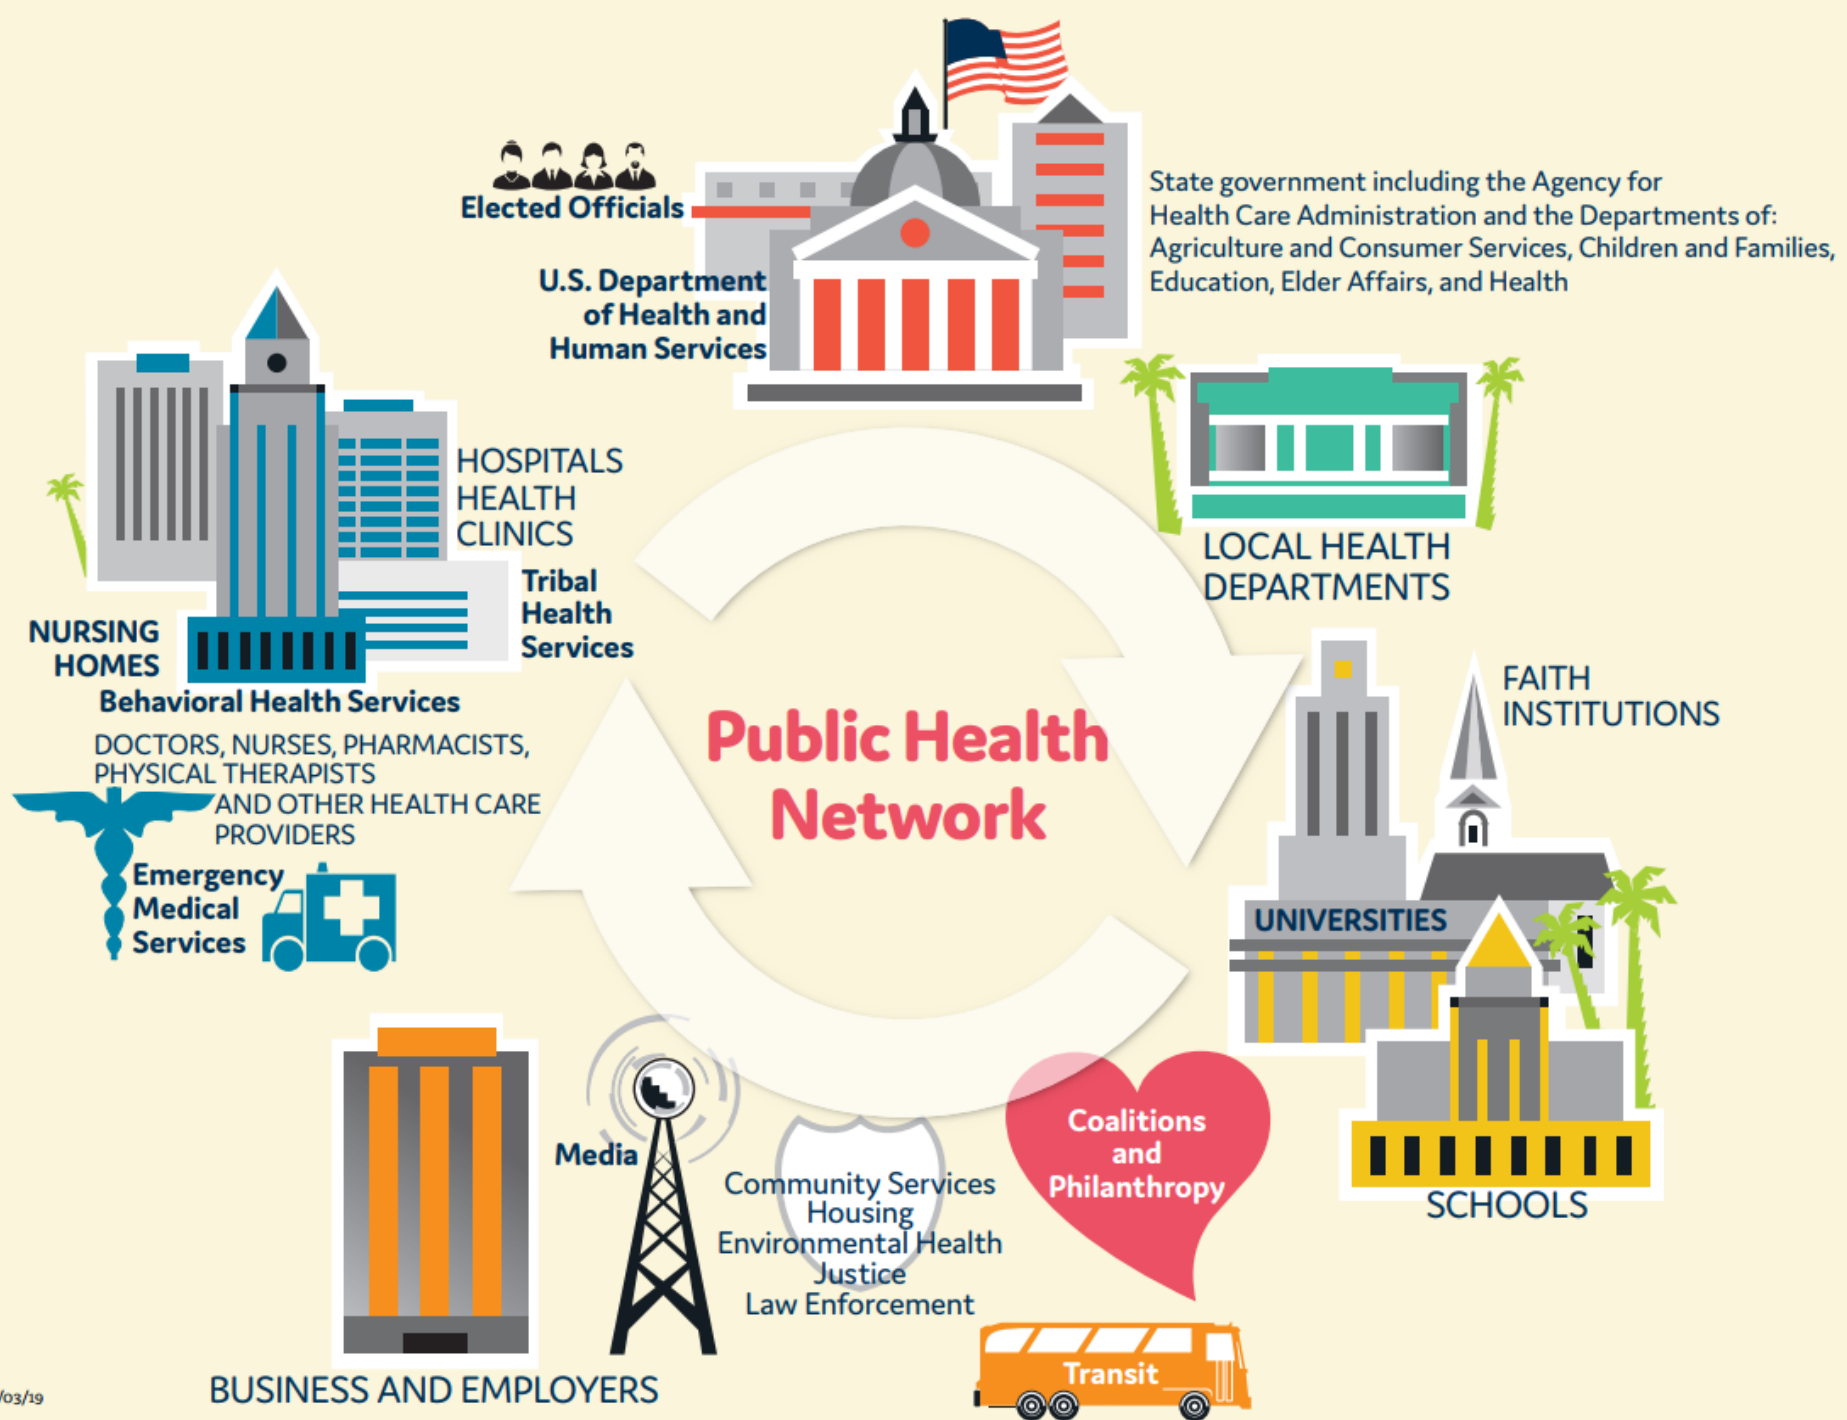 Elected Officials
U.S. Department
of Health and
Human Services
State government including the Agency for
Health Care Administration and the Departments of:
Agriculture and Consumer Services, Children and Families,
Education, Elder Affairs, and Health
HOSPITALS
HEALTH
CLINICS
Tribal
Health
Services
NURSING
HOMES
Behavioral Health Services
DOCTORS, NURSES, PHARMACISTS,
PHYSICAL THERAPISTS
AND OTHER HEALTH CARE
PROVIDERS
Emergency
Medical
Services
LOCAL HEALTH
DEPARTMENTS
Public Health
Network
FAITH
INSTITUTIONS
UNIVERSITIES
SCHOOLS
Coalitions
and
Philanthropy
Media
Community Services
Housing
Environmental Health
Justice
Law Enforcement
Transit
BUSINESS AND EMPLOYERS
/03/19